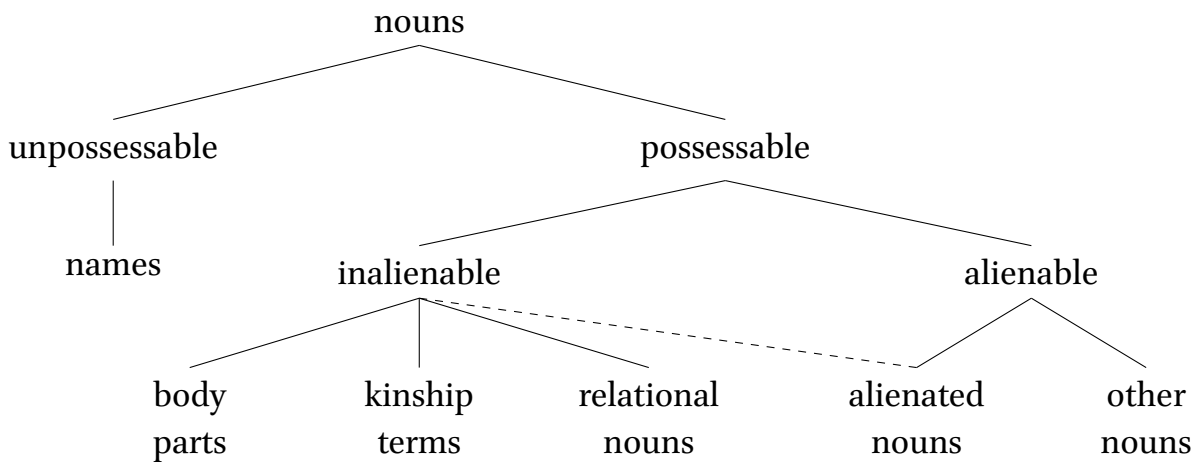 nouns
unpossessable possessable
names
inalienable alienable
body kinship relational alienated other
parts terms nouns nouns nouns